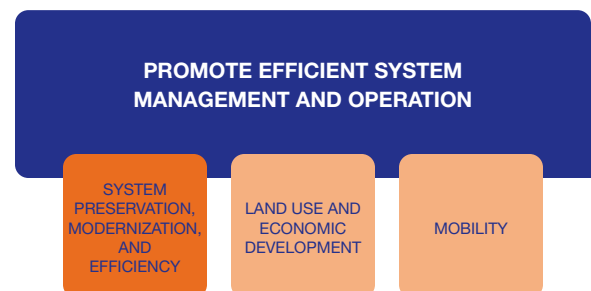 PROMOTE EFFICIENT SYSTEM
MANAGEMENT AND OPERATION
SYSTEM
PRESERVATION,
MODERNIZATION,
AND
EFFICIENCY
LAND USE AND
ECONOMIC
DEVELOPMENT
MOBILITY